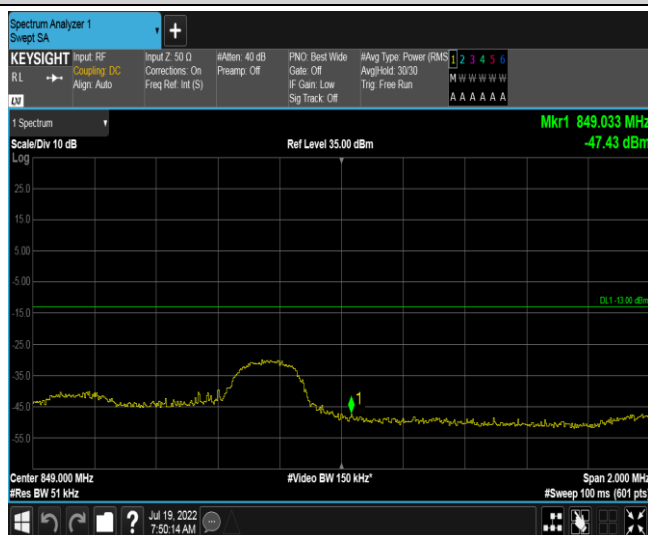 Spectrum Analyzer 1
Swept SA
+
KEYSIGHT
RL
LXI
Input: RF
Coupling: DC
Align: Auto
Input Z: 50 Ω
Corrections: On
Freq Ref: Int (S)
#Atten: 40 dB
Preamp: Off
PNO: Best Wide
Gate: Off
IF Gain: Low
Sig Track: Off
#Avg Type: Power (RMS
Avg|Hold: 30/30
Trig: Free Run
1 2 3 4 5 6
M W W W W W
A A A A A A
1 Spectrum
Scale/Div 10 dB
Ref Level 35.00 dBm
Mkr1 849.033 MHz
-47.43 dBm
Log
25.0
15.0
5.00
-5.00
DL1 -13.00 dBm
-15.0
-25.0
-35.0
-45.0
1
-55.0
Center 849.000 MHz
#Video BW 150 kHz*
Span 2.000 MHz
#Res BW 51 kHz
#Sweep 100 ms (601 pts)
?
Jul 19, 2022
7:50:14 AM